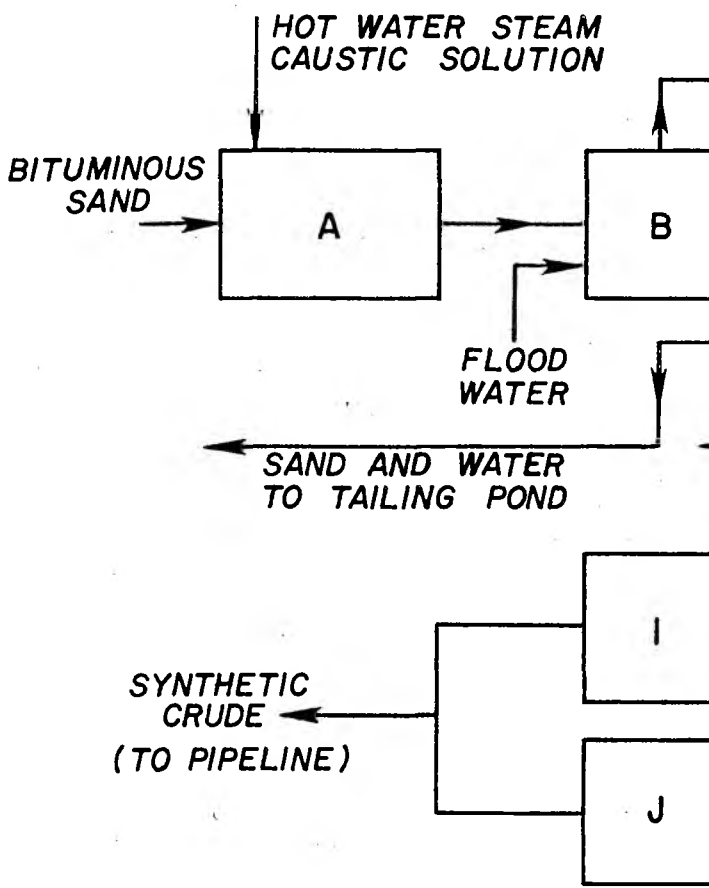 HOT WATER STEAM
CAUSTIC SOLUTION
BITUMINOUS
SAND
A
B
FLOOD
WATER
SAND AND WATER
TO TAILING POND
I
SYNTHETIC
CRUDE
(TO PIPELINE)
J